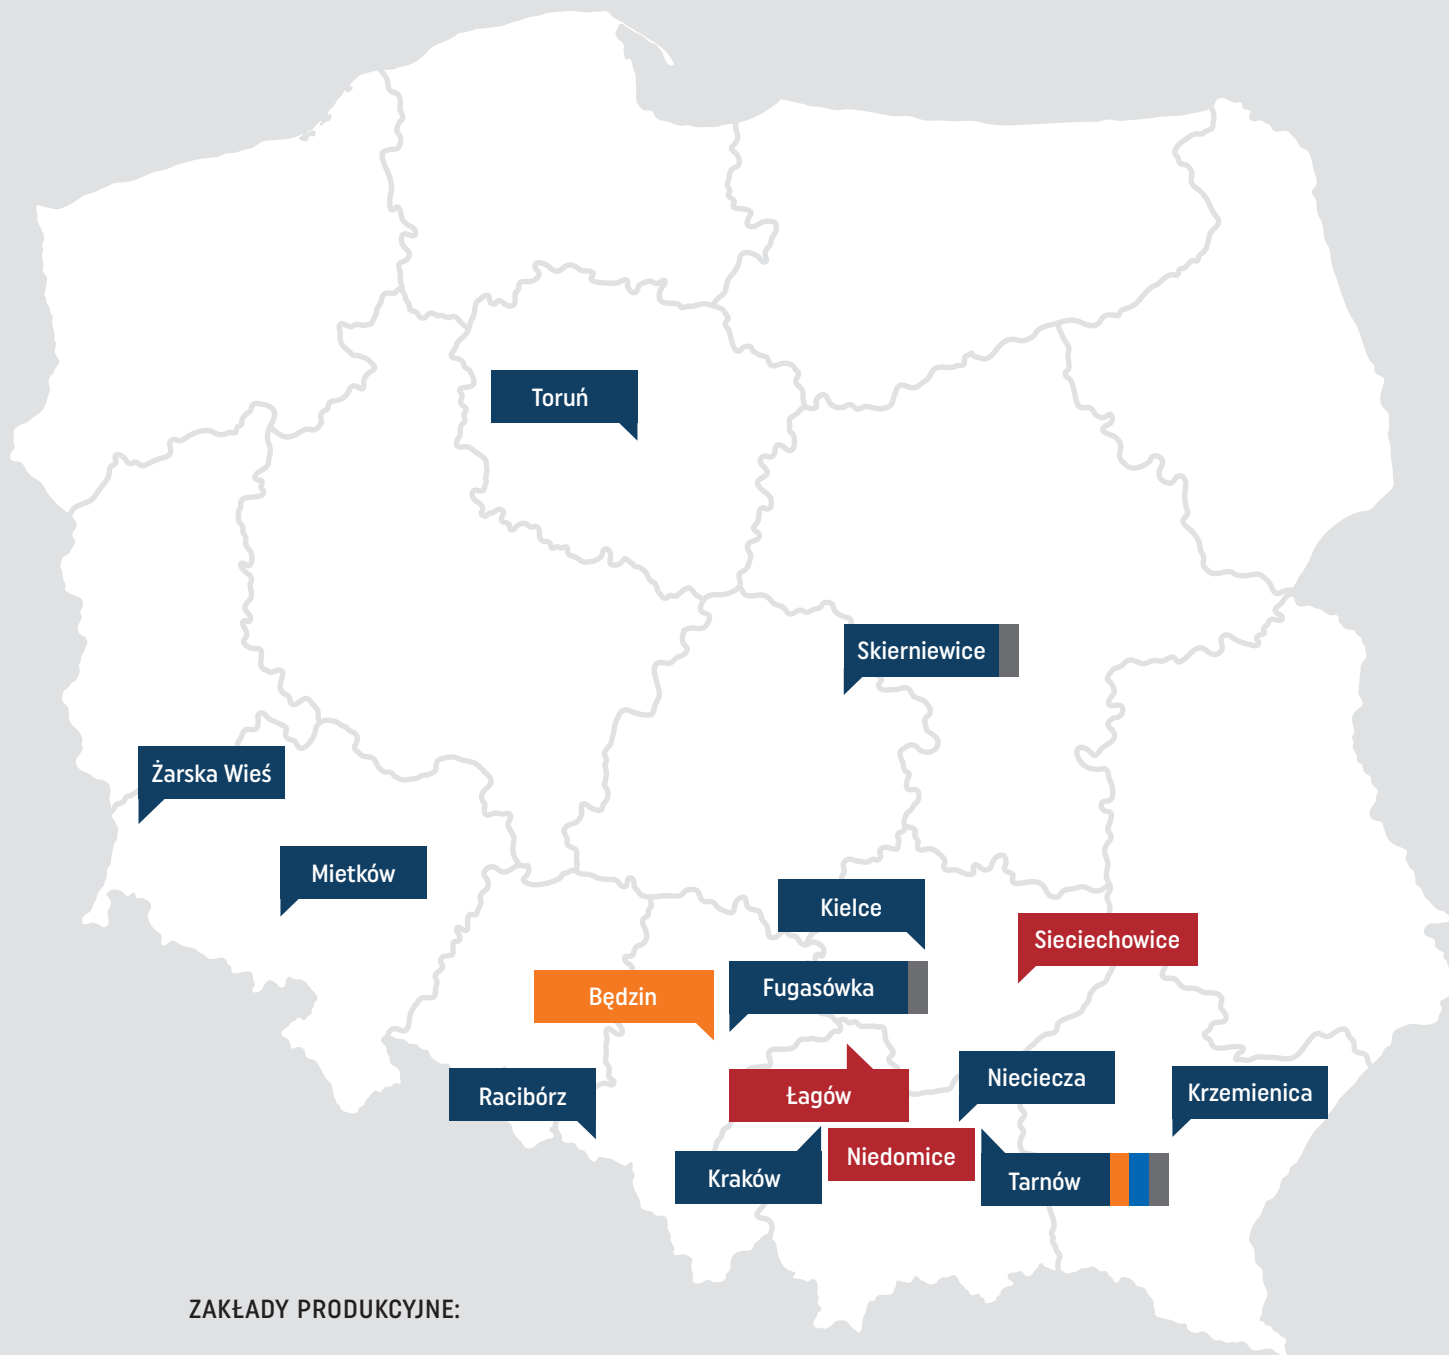 Toruń
Skierniewice
Żarska Wieś
Mietków
Kielce
Sieciechowice
Fugasówka
Będzin
Nieciecza
Krzemienica
Racibórz
Łagów
Niedomice
Kraków
Tarnów
ZAKŁADY PRODUKCYJNE: